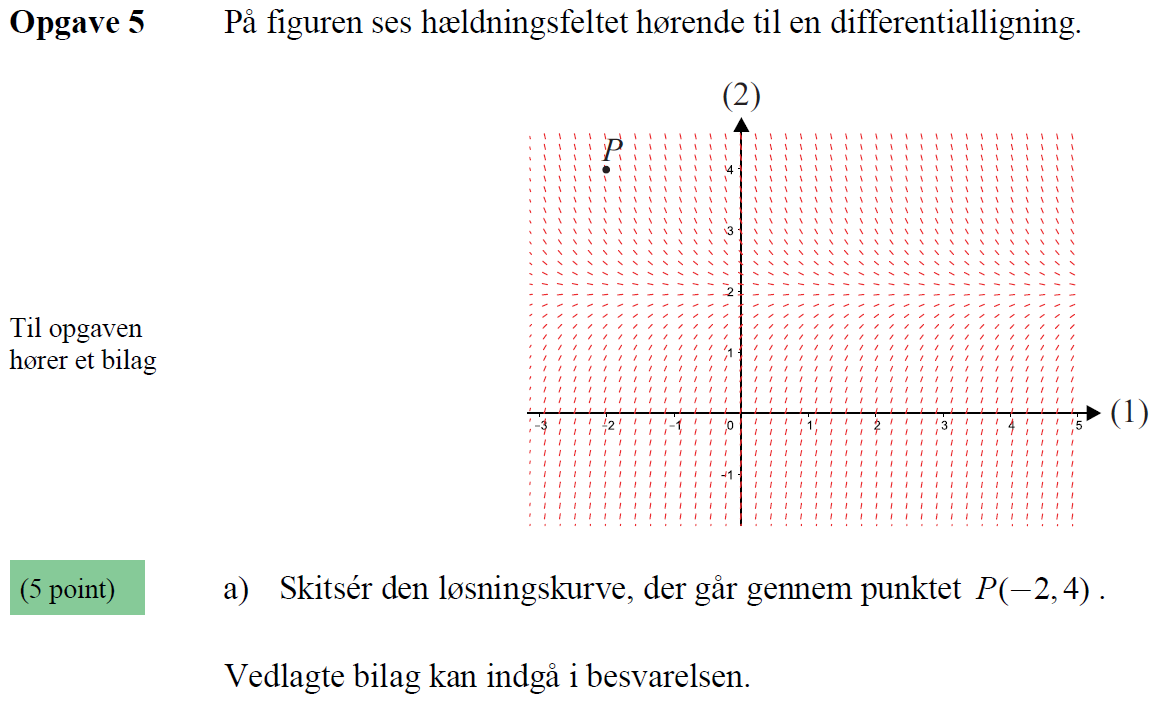 Opgave 5 På figuren ses hældningsfeltet hørende til en differentialligning.
(2)
P
4
3
2
Til opgaven
hører et bilag
1
(1)
-3 -2 -1 0 1 2 3 4 5
-1
(5 point) a) Skitsér den løsningskurve, der går gennem punktet P(−2, 4) .
Vedlagte bilag kan indgå i besvarelsen.